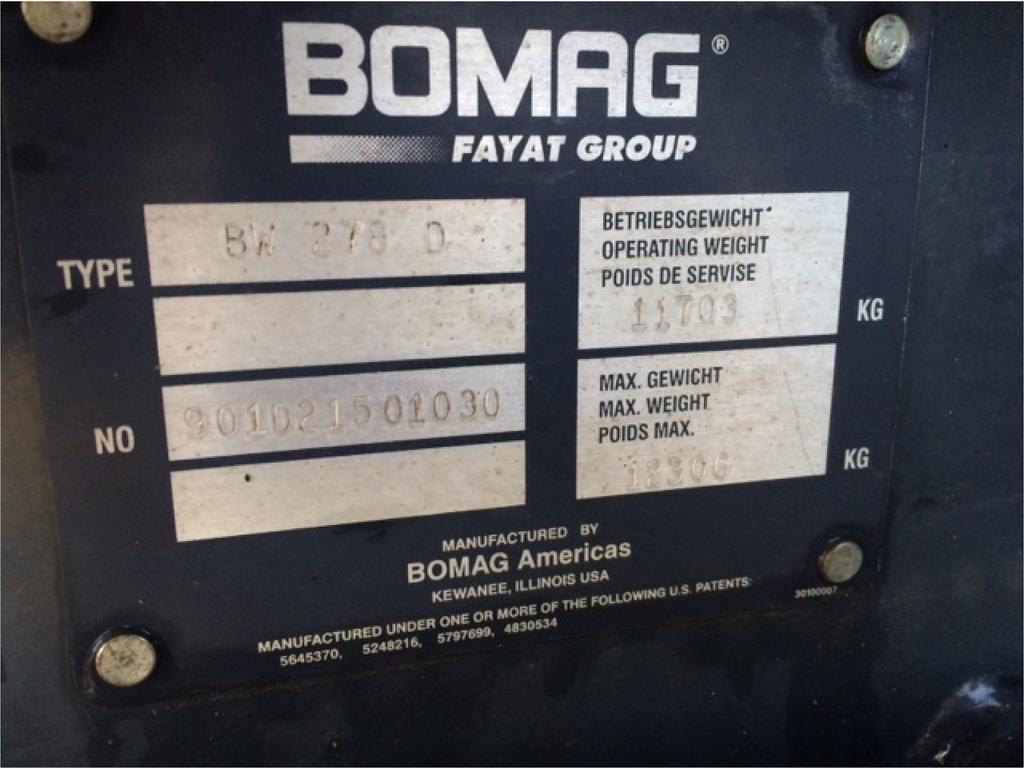 BOMAG®
FAYAT GROUP
TYPE
BW 278 D
NO
901D21501030
BETRIEBSGEWICHT
OPERATING WEIGHT
POIDS DE SERVISE
11703
KG
MAX. GEWICHT
MAX. WEIGHT
POIDS MAX.
12306
KG
MANUFACTURED BY
BOMAG Americas
KEWANEE, ILLINOIS USA
MANUFACTURED UNDER ONE OR MORE OF THE FOLLOWING U.S. PATENTS:
5645370, 5248216, 5797699, 4830534
30100007